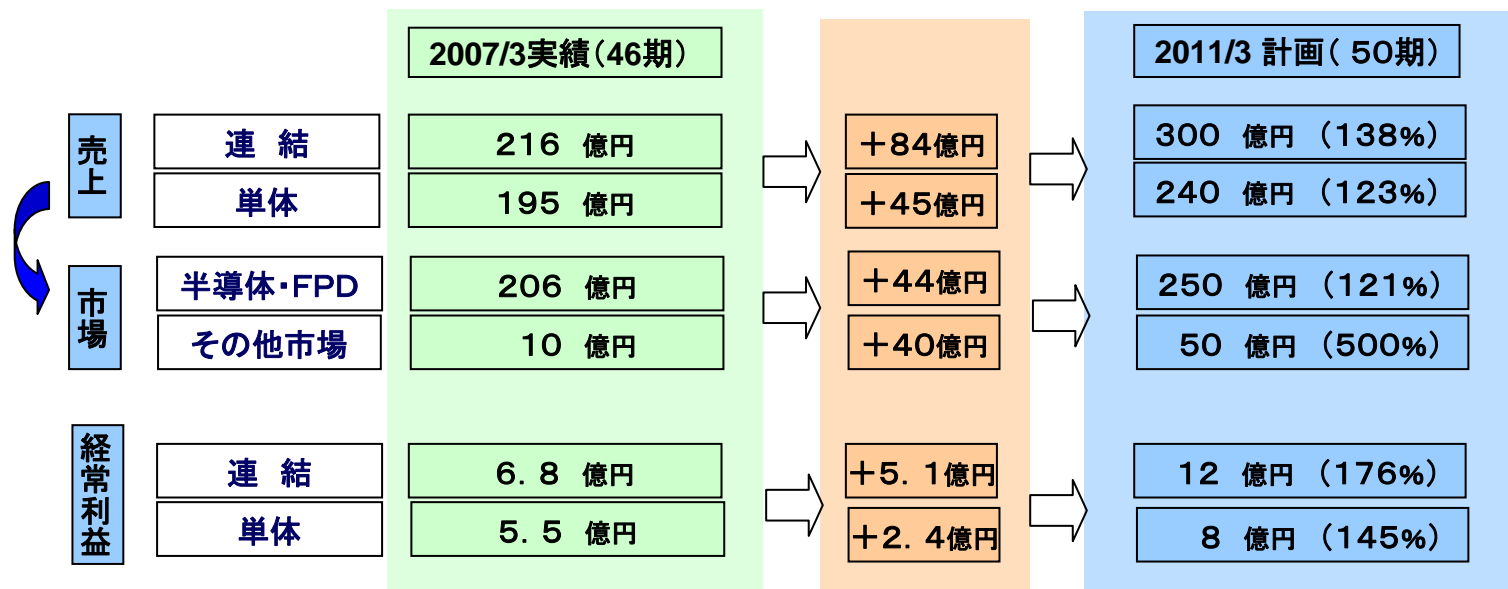 2007/3実績(46期)
2011/3 計画( 50期)
売上
連 結
216 億円
+84億円
300 億円 (138%)
単体
195 億円
+45億円
240 億円 (123%)
市場
半導体・FPD
206 億円
+44億円
250 億円 (121%)
その他市場
10 億円
+40億円
50 億円 (500%)
経常利益
連 結
6.8 億円
+5.1億円
12 億円 (176%)
単体
5.5 億円
+2.4億円
8 億円 (145%)